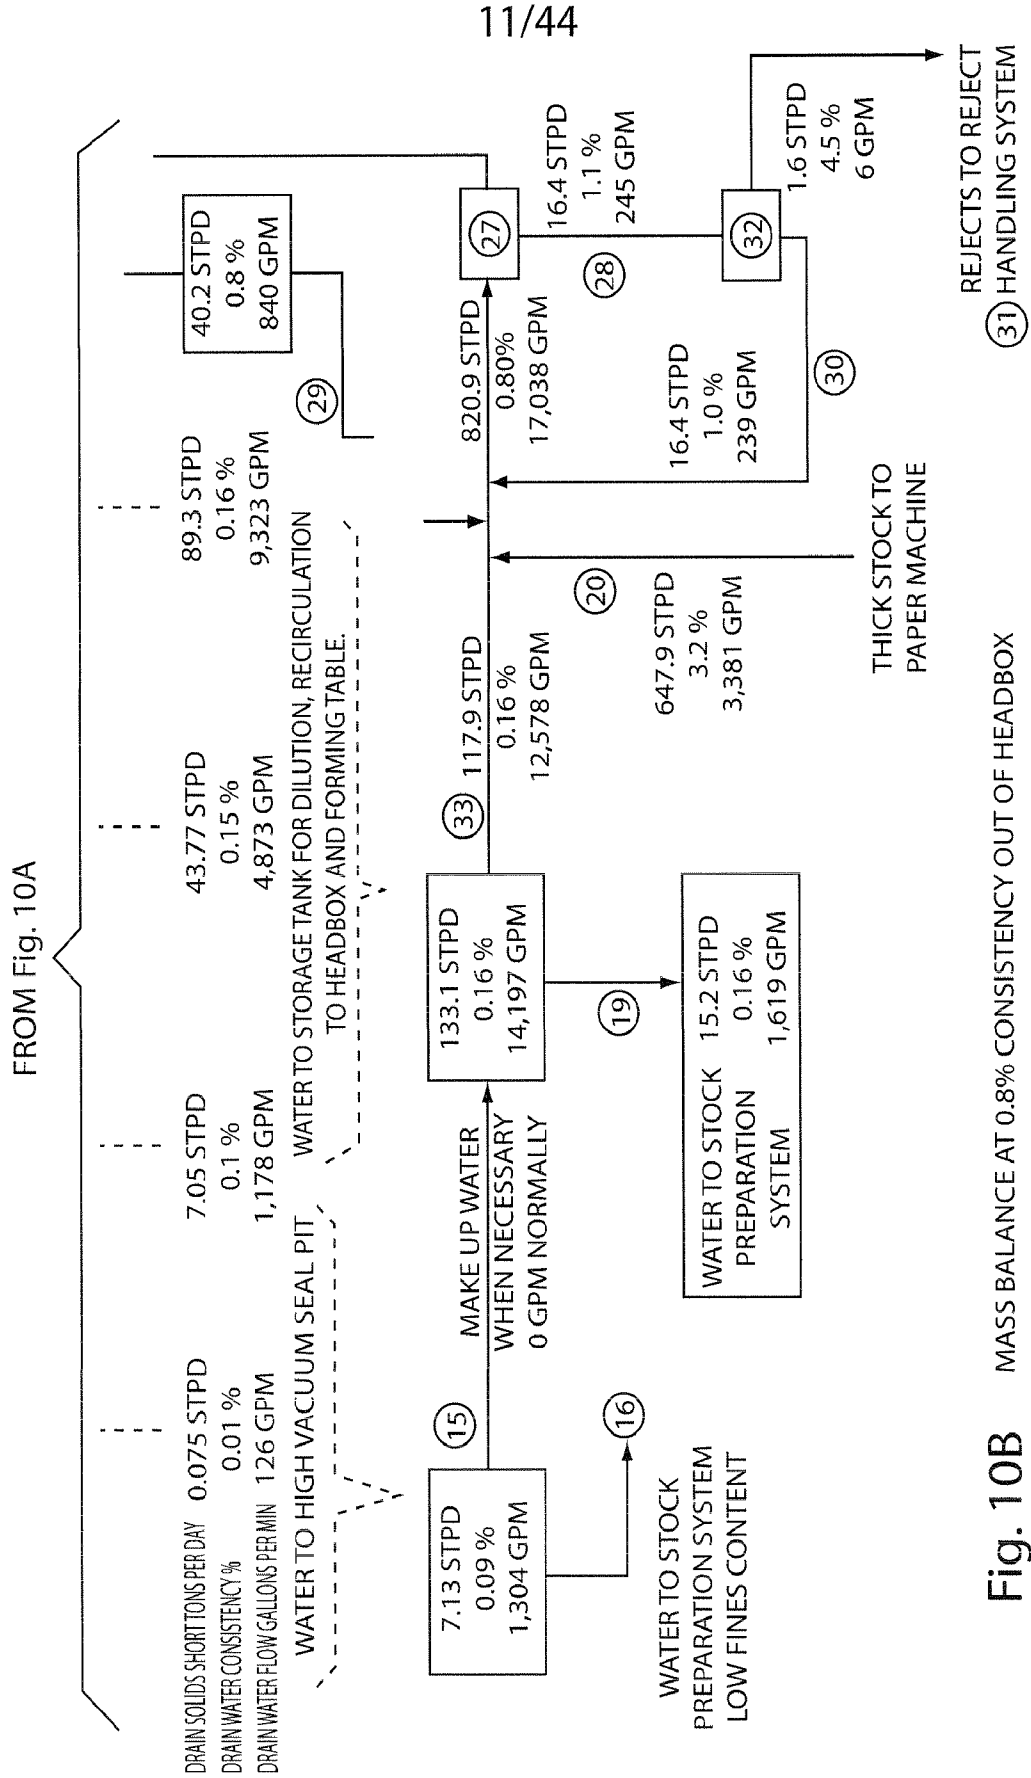 11/44
FROM Fig. 10A
DRAIN SOLIDS SHORT TONS PER DAY 0.075 STPD
DRAIN WATER CONSISTENCY % 0.01 %
DRAIN WATER FLOW GALLONS PER MIN 126 GPM
7.05 STPD
0.1 %
1,178 GPM
43.77 STPD
0.15 %
4,873 GPM
89.3 STPD
0.16 %
9,323 GPM
40.2 STPD
0.8 %
840 GPM
29
WATER TO HIGH VACUUM SEAL PIT
WATER TO STORAGE TANK FOR DILUTION, RECIRCULATION
TO HEADBOX AND FORMING TABLE.
7.13 STPD
0.09 %
1,304 GPM
15
MAKE UP WATER
WHEN NECESSARY
0 GPM NORMALLY
133.1 STPD
0.16 %
14,197 GPM
33
117.9 STPD
0.16 %
12,578 GPM
820.9 STPD
0.80%
17,038 GPM
27
16
WATER TO STOCK
PREPARATION SYSTEM
LOW FINES CONTENT
19
WATER TO STOCK
PREPARATION
SYSTEM
15.2 STPD
0.16 %
1,619 GPM
20
647.9 STPD
3.2 %
3,381 GPM
THICK STOCK TO
PAPER MACHINE
28
16.4 STPD
1.1 %
245 GPM
16.4 STPD
1.0 %
239 GPM
30
32
1.6 STPD
4.5 %
6 GPM
REJECTS TO REJECT
31 HANDLING SYSTEM
Fig. 10B
MASS BALANCE AT 0.8% CONSISTENCY OUT OF HEADBOX